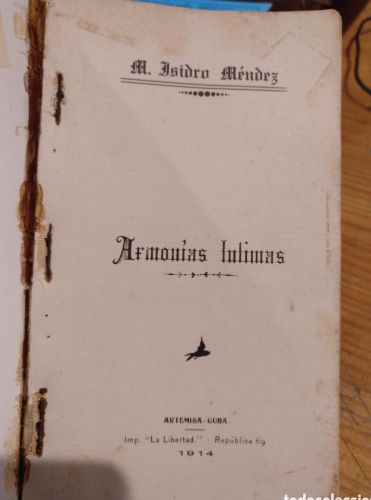 M. Isidro Méndez
Armonías Intimas
ARTEMISA-CUBA
Imp. "La Libertad." - República 69
1914
todocoleccion